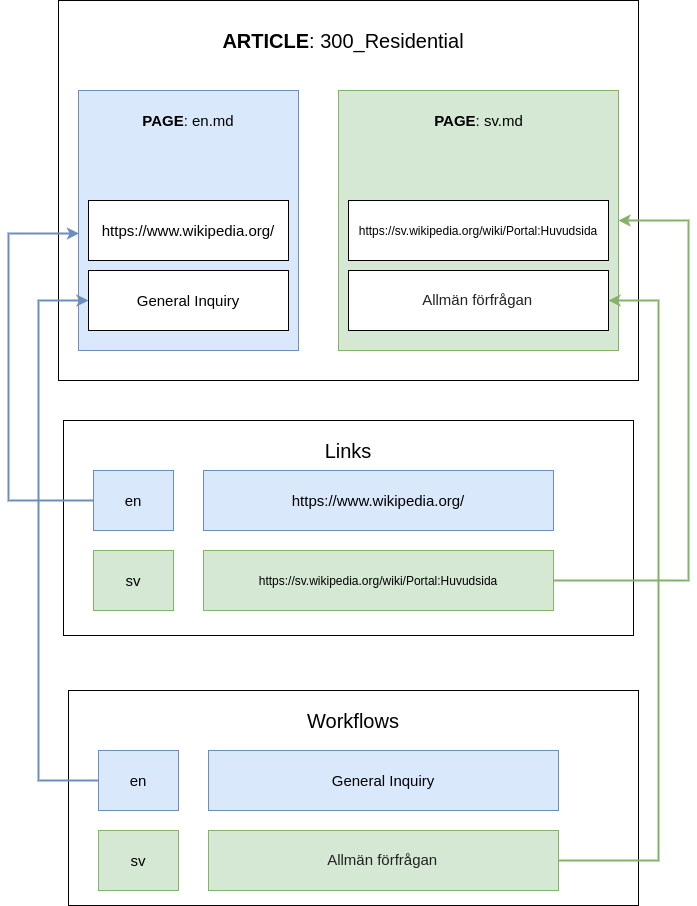 ARTICLE: 300_Residential
PAGE: en.md
https://www.wikipedia.org/
General Inquiry
PAGE: sv.md
https://sv.wikipedia.org/wiki/Portal:Huvudsida
Allmän förfrågan
Links
en
https://www.wikipedia.org/
sv
https://sv.wikipedia.org/wiki/Portal:Huvudsida
Workflows
en
General Inquiry
sv
Allmän förfrågan